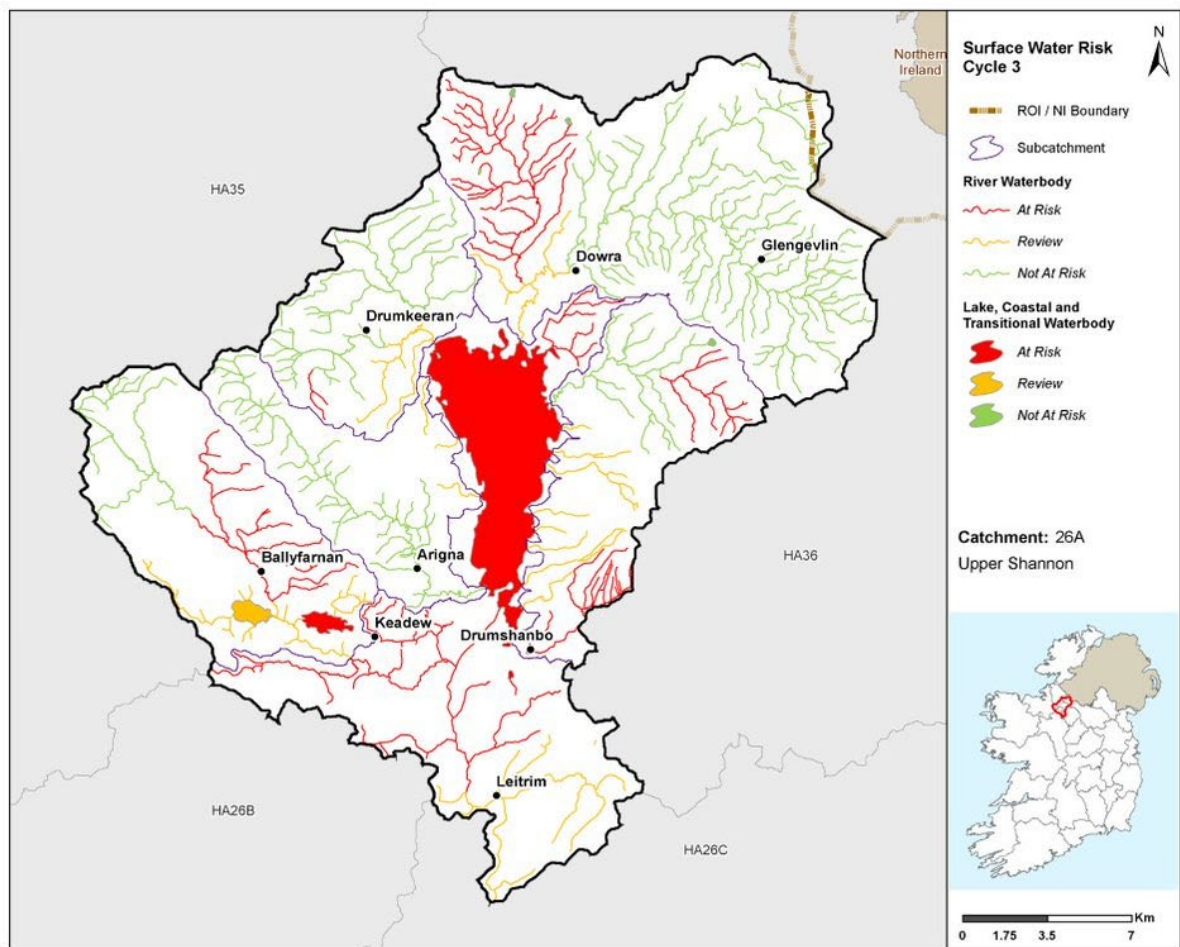 Northern
Ireland
HA35
Dowra
Glengevlin
Drumkeeran
HA36
Ballyfarnan
Arigna
Keadew
Drumshanbo
Leitrim
HA26B
HA26C
Surface Water Risk
Cycle 3
N
ROI / NI Boundary
Subcatchment
River Waterbody
At Risk
Review
Not At Risk
Lake, Coastal and
Transitional Waterbody
At Risk
Review
Not At Risk
Catchment: 26A
Upper Shannon
Km
0 1.75 3.5 7